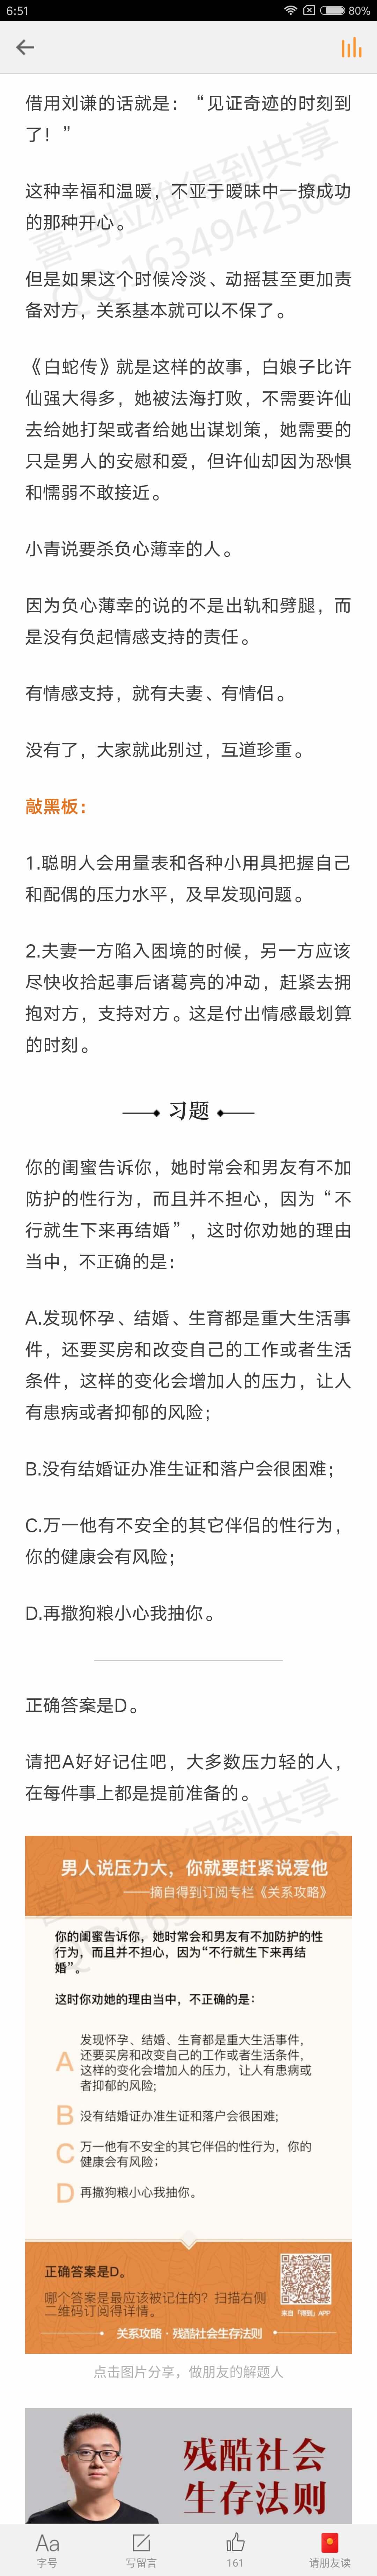 6:51
80%
借用刘谦的话就是：“见证奇迹的时刻到
了！”
这种幸福和温暖，不亚于暧昧中一撩成功
的那种开心。
但是如果这个时候冷淡、动摇甚至更加责
备对方，关系基本就可以不保了。
《白蛇传》就是这样的故事，白娘子比许
仙强大得多，她被法海打败，不需要许仙
去给她打架或者给她出谋划策，她需要的
只是男人的安慰和爱，但许仙却因为恐惧
和懦弱不敢接近。
小青说要杀负心薄幸的人。
因为负心薄幸的说的不是出轨和劈腿，而
是没有负起情感支持的责任。
有情感支持，就有夫妻、有情侣。
没有了，大家就此别过，互道珍重。
敲黑板：
1.聪明人会用量表和各种小用具把握自己
和配偶的压力水平，及早发现问题。
2.夫妻一方陷入困境的时候，另一方应该
尽快收拾起事后诸葛亮的冲动，赶紧去拥
抱对方，支持对方。这是付出情感最划算
的时刻。
习题
你的闺蜜告诉你，她时常会和男友有不加
防护的性行为，而且并不担心，因为“不
行就生下来再结婚”，这时你劝她的理由
当中，不正确的是：
A.发现怀孕、结婚、生育都是重大生活事
件，还要买房和改变自己的工作或者生活
条件，这样的变化会增加人的压力，让人
有患病或者抑郁的风险；
B.没有结婚证办准生证和落户会很困难；
C.万一他有不安全的其它伴侣的性行为，
你的健康会有风险；
D.再撒狗粮小心我抽你。
正确答案是D。
请把A好好记住吧，大多数压力轻的人，
在每件事上都是提前准备的。
喜马拉雅得到共享
QQ:1634942508
男人说压力大，你就要赶紧说爱他
——摘自得到订阅专栏《关系攻略》
你的闺蜜告诉你，她时常会和男友有不加防护的性
行为，而且并不担心，因为“不行就生下来再结
婚”。
这时你劝她的理由当中，不正确的是：
A 发现怀孕、结婚、生育都是重大生活事件，
还要买房和改变自己的工作或者生活条件，
这样的变化会增加人的压力，让人有患病或
者抑郁的风险;
B 没有结婚证办准生证和落户会很困难;
C 万一他有不安全的其它伴侣的性行为，你的
健康会有风险；
D 再撒狗粮小心我抽你。
正确答案是D。
哪个答案是最应该被记住的？扫描右侧
二维码订阅得详情。
来自「得到」APP
关系攻略·残酷社会生存法则
点击图片分享，做朋友的解题人
残酷社会
生存法则
Aa
字号
写留言
161
请朋友读